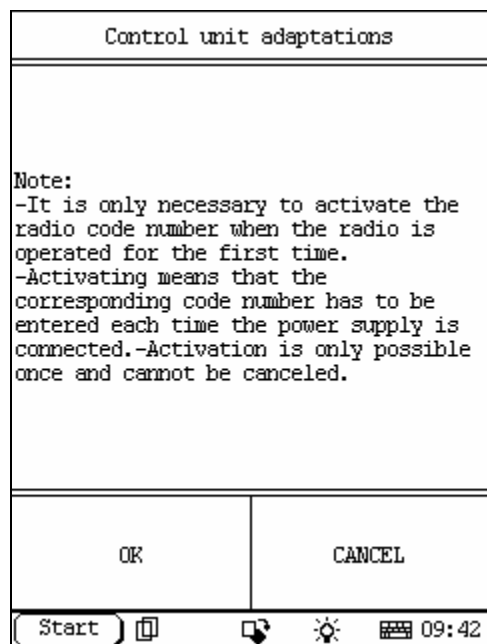 Control unit adaptations
Note:
-It is only necessary to activate the
radio code number when the radio is
operated for the first time.
-Activating means that the
corresponding code number has to be
entered each time the power supply is
connected.-Activation is only possible
once and cannot be canceled.
OK
CANCEL
Start
09:42